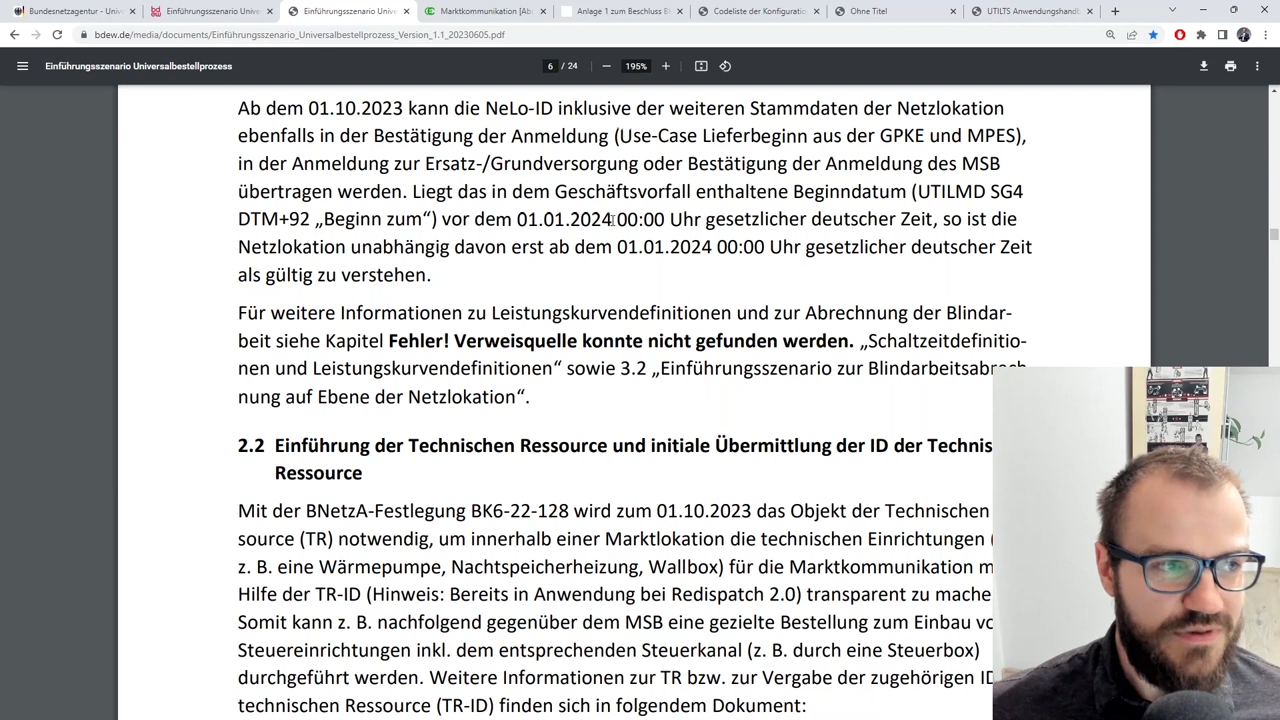 Bundesnetzagentur - Unive
Einführungsszenario Universal
Einführungsszenario Universalb
Marktkommunikation [Ab
Anlage 1 zum Beschluss B
Codeliste der Konfiguration
Ohne Titel
UTILTS Anwendungshandb
bdew.de/media/documents/Einführungsszenario_Universalbestellprozess_Version_1.1_20230605.pdf
Einführungsszenario Universalbestellprozess
6 / 24
195%
Ab dem 01.10.2023 kann die NeLo-ID inklusive der weiteren Stammdaten der Netzlokation
ebenfalls in der Bestätigung der Anmeldung (Use-Case Lieferbeginn aus der GPKE und MPES),
in der Anmeldung zur Ersatz-/Grundversorgung oder Bestätigung der Anmeldung des MSB
übertragen werden. Liegt das in dem Geschäftsvorfall enthaltene Beginndatum (UTILMD SG4
DTM+92 „Beginn zum“) vor dem 01.01.2024 00:00 Uhr gesetzlicher deutscher Zeit, so ist die
Netzlokation unabhängig davon erst ab dem 01.01.2024 00:00 Uhr gesetzlicher deutscher Zeit
als gültig zu verstehen.
Für weitere Informationen zu Leistungskurvendefinitionen und zur Abrechnung der Blindar-
beit siehe Kapitel Fehler! Verweisquelle konnte nicht gefunden werden. „Schaltzeitdefinitio-
nen und Leistungskurvendefinitionen“ sowie 3.2 „Einführungsszenario zur Blindarbeitsabrech
nung auf Ebene der Netzlokation“.
2.2 Einführung der Technischen Ressource und initiale Übermittlung der ID der Technis
Ressource
Mit der BNetzA-Festlegung BK6-22-128 wird zum 01.10.2023 das Objekt der Technischen
source (TR) notwendig, um innerhalb einer Marktlokation die technischen Einrichtungen (
z. B. eine Wärmepumpe, Nachtspeicherheizung, Wallbox) für die Marktkommunikation m
Hilfe der TR-ID (Hinweis: Bereits in Anwendung bei Redispatch 2.0) transparent zu mache
Somit kann z. B. nachfolgend gegenüber dem MSB eine gezielte Bestellung zum Einbau vo
Steuereinrichtungen inkl. dem entsprechenden Steuerkanal (z. B. durch eine Steuerbox)
durchgeführt werden. Weitere Informationen zur TR bzw. zur Vergabe der zugehörigen ID
technischen Ressource (TR-ID) finden sich in folgendem Dokument: